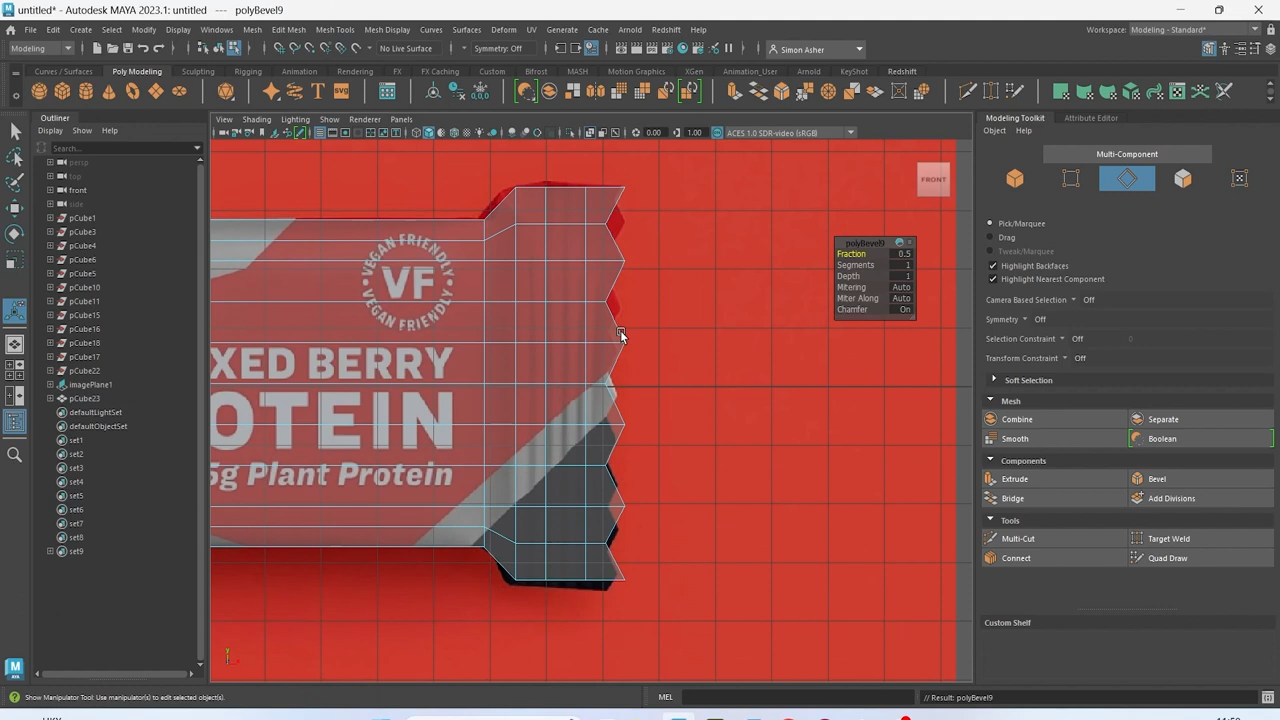 untitled* - Autodesk MAYA 2023.1: untitled --- polyBevel9
File Edit Create Select Modify Display Windows Mesh Edit Mesh Mesh Tools Mesh Display Curves Surfaces Deform UV Generate Cache Arnold Redshift Help
Workspace: Modeling - Standard*
Modeling No Live Surface Symmetry: Off Simon Asher
Curves / Surfaces Poly Modeling Sculpting Rigging Animation Rendering FX FX Caching Custom Bifrost MASH Motion Graphics XGen Animation_User Arnold KeyShot Redshift
Outliner
Display Show Help
Search...
persp
top
front
side
pCube1
pCube3
pCube4
pCube6
pCube5
pCube10
pCube11
pCube15
pCube16
pCube18
pCube17
pCube22
imagePlane1
pCube23
defaultLightSet
defaultObjectSet
set1
set2
set3
set4
set5
set6
set7
set8
set9
View Shading Lighting Show Renderer Panels
0.00 1.00 ACES 1.0 SDR-video (sRGB)
FRONT
VEGAN FRIENDLY
VF
VEGAN FRIENDLY
XED BERRY
OTEIN
5g Plant Protein
polyBevel9
Fraction 0.5
Segments 1
Depth 1
Mitering Auto
Miter Along Auto
Chamfer On
Modeling Toolkit Attribute Editor
Object Help
Multi-Component
Pick/Marquee
Drag
Tweak/Marquee
Highlight Backfaces
Highlight Nearest Component
Camera Based Selection Off
Symmetry Off
Selection Constraint Off 0
Transform Constraint Off
Soft Selection
Mesh
Combine Separate
Smooth Boolean
Components
Extrude Bevel
Bridge Add Divisions
Tools
Multi-Cut Target Weld
Connect Quad Draw
Custom Shelf
Show Manipulator Tool: Use manipulator(s) to edit selected object(s).
MEL
// Result: polyBevel9